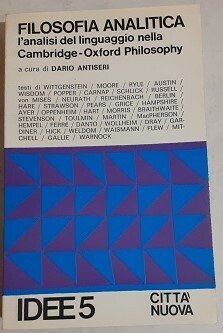 FILOSOFIA ANALITICA
l'analisi del linguaggio nella
Cambridge-Oxford Philosophy
a cura di DARIO ANTISERI
testi di WITTGENSTEIN / MOORE / RYLE / AUSTIN /
WISDOM / POPPER / CARNAP / SCHLICK / RUSSELL /
von MISES / NEURATH / REICHENBACH / BERLIN /
HARE / STRAWSON / PEARS / GRICE / HAMPSHIRE /
AYER / OPPENHEIM / HART / MORRIS / BRAITHWAITE /
STEVENSON / TOULMIN / MARTIN / MacPHERSON /
HEMPEL / FERRE / DANTO / WOLLHEIM / DRAY / GAR-
DINER / HICK / WELDOM / WAISMANN / FLEW / MIT-
CHELL / GALLIE / WARNOCK
IDEE 5
CITTÀ
NUOVA